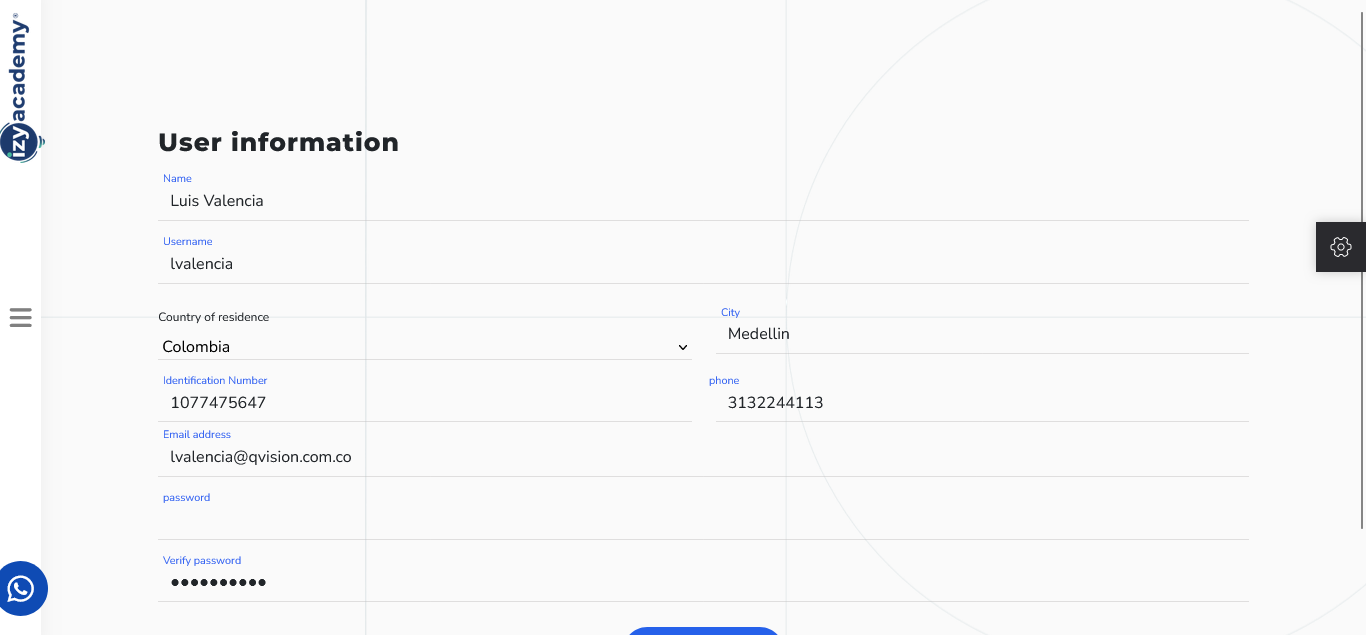 izyacademy®
User information
Name
Luis Valencia
Username
lvalencia
Country of residence
Colombia
City
Medellin
Identification Number
1077475647
phone
3132244113
Email address
lvalencia@qvision.com.co
password
Verify password
••••••••••